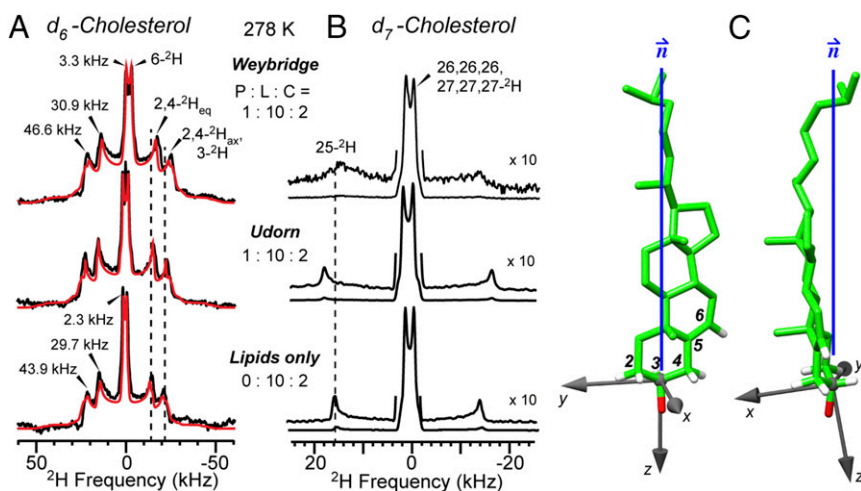 A d6-Cholesterol 278 K B d7-Cholesterol C
3.3 kHz
6-²H
Weybridge
P : L : C =
1 : 10 : 2
30.9 kHz
46.6 kHz
2,4-²Heq
2,4-²Hax,
3-²H
26,26,26,
27,27,27-²H
25-²H
x 10
Udorn
1 : 10 : 2
x 10
2.3 kHz
29.7 kHz
43.9 kHz
Lipids only
0 : 10 : 2
x 10
50 0 -50
²H Frequency (kHz)
20 0 -20
²H Frequency (kHz)
n
6
5
2 3 4
y
x
z
n
y
x
z